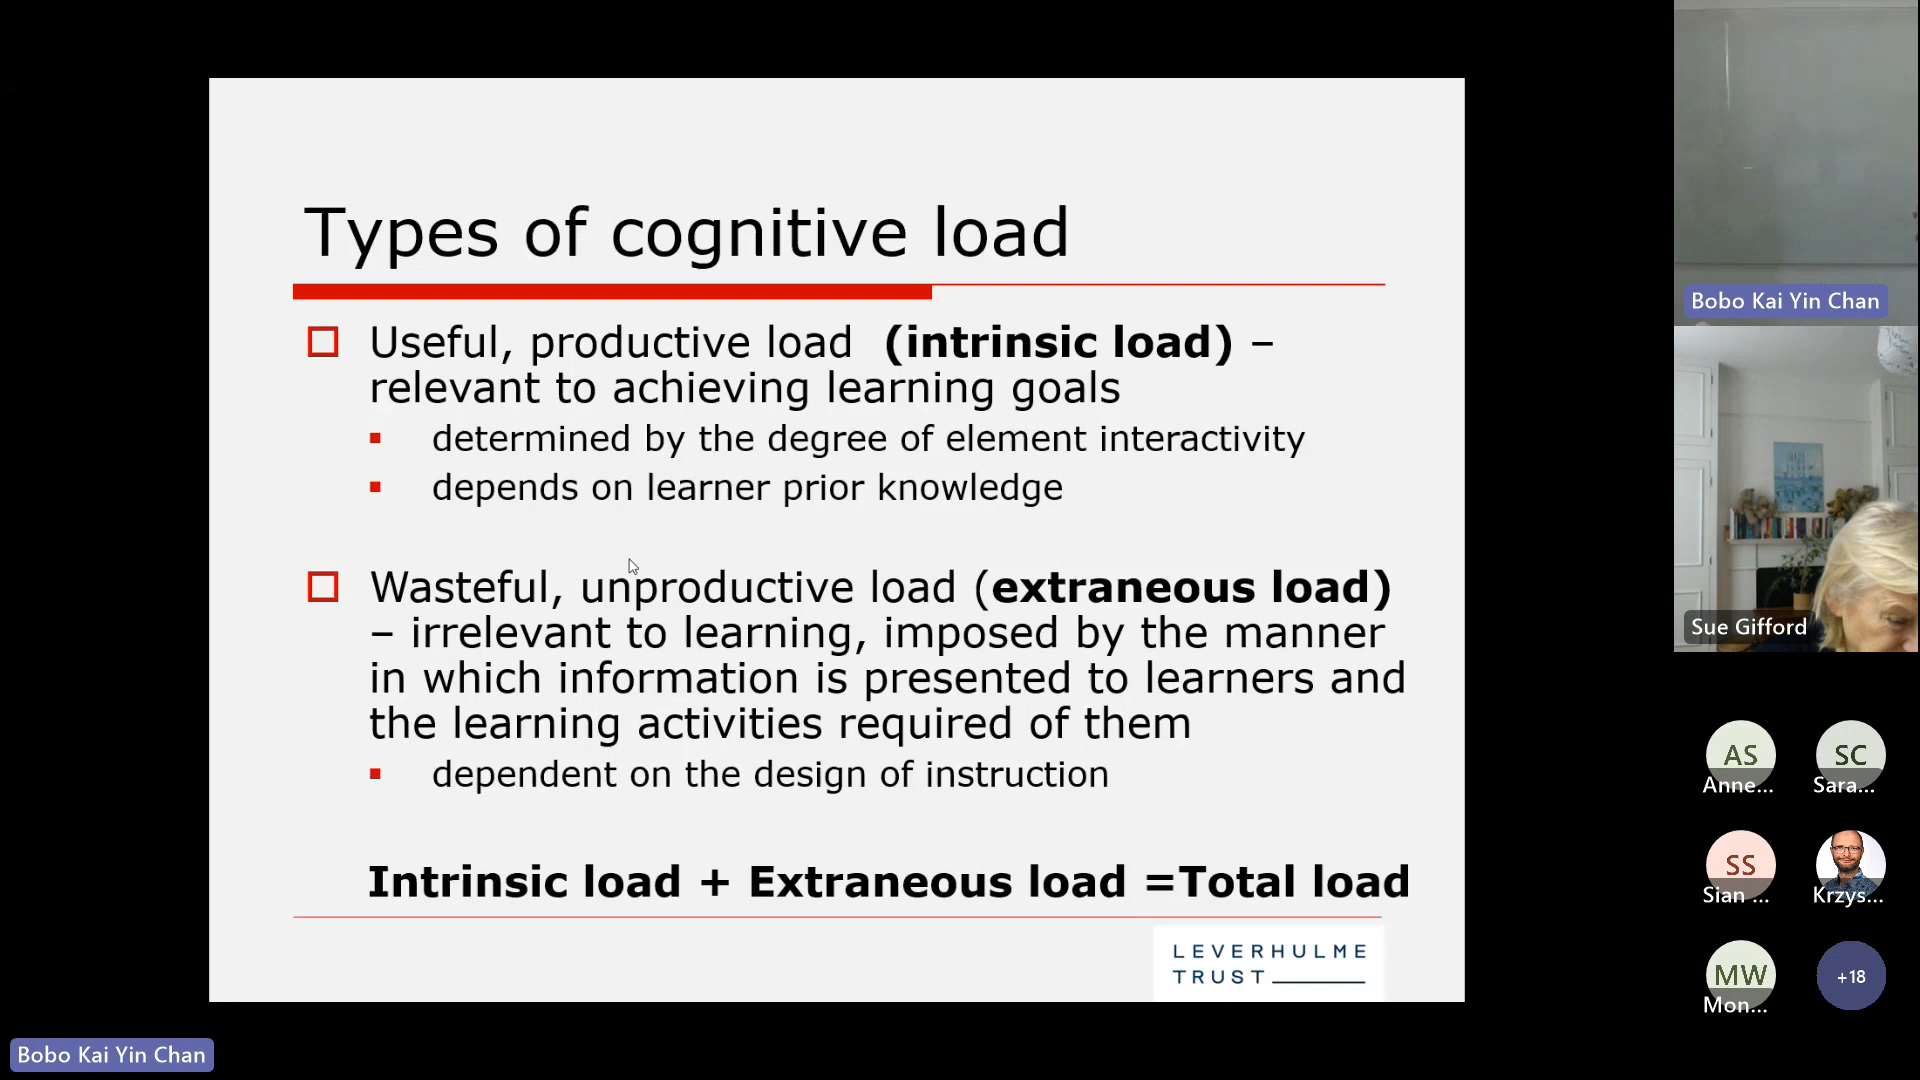 Types of cognitive load
Useful, productive load (intrinsic load) –
relevant to achieving learning goals
determined by the degree of element interactivity
depends on learner prior knowledge
Wasteful, unproductive load (extraneous load)
– irrelevant to learning, imposed by the manner
in which information is presented to learners and
the learning activities required of them
dependent on the design of instruction
Intrinsic load + Extraneous load =Total load
LEVERHULME
TRUST
Bobo Kai Yin Chan
Bobo Kai Yin Chan
Sue Gifford
AS
Anne...
SC
Sara...
SS
Sian ...
Krzys...
MW
Mon...
+18